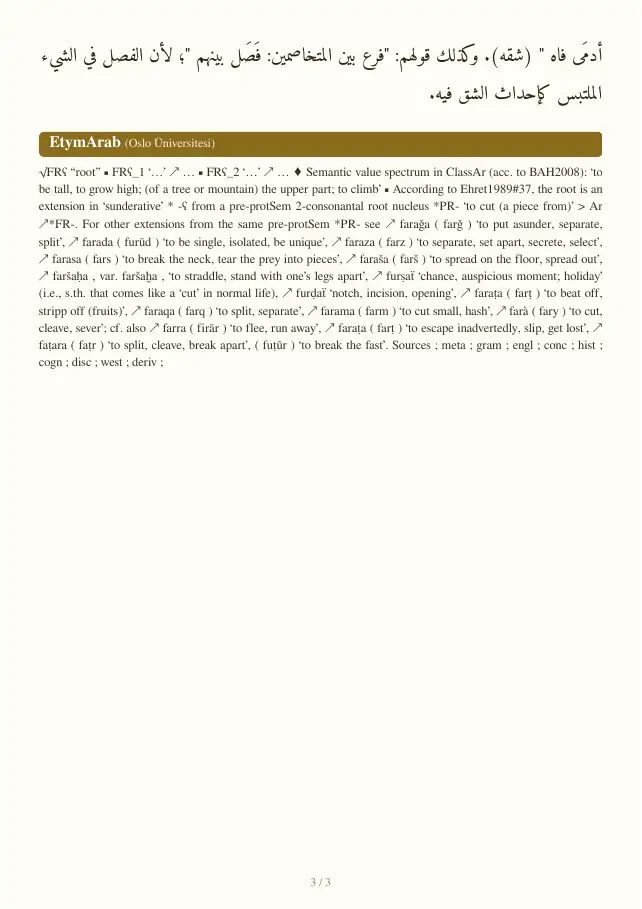 أدمَى فاه " (شقه). وكذلك قولهم: "فرع بين المتخاصمين: فَصَل بينهم "؛ لأن الفصل في الشيء
الملتبس كإحداث الشق فيه.
EtymArab (Oslo Üniversitesi)
√FRʕ “root” ▪ FRʕ_1 ‘…’ ↗ … ▪ FRʕ_2 ‘…’ ↗ … ♦ Semantic value spectrum in ClassAr (acc. to BAH2008): ‘to
be tall, to grow high; (of a tree or mountain) the upper part; to climb’ ▪ According to Ehret1989#37, the root is an
extension in ‘sunderative’ * -ʕ from a pre-protSem 2-consonantal root nucleus *PR- ‘to cut (a piece from)’ > Ar
↗*FR-. For other extensions from the same pre-protSem *PR- see ↗ faraǧa ( farǧ ) ‘to put asunder, separate,
split’, ↗ farada ( furūd ) ‘to be single, isolated, be unique’, ↗ faraza ( farz ) ‘to separate, set apart, secrete, select’,
↗ farasa ( fars ) ‘to break the neck, tear the prey into pieces’, ↗ faraša ( farš ) ‘to spread on the floor, spread out’,
↗ faršaḥa , var. faršaḫa , ‘to straddle, stand with one’s legs apart’, ↗ furṣaẗ ‘chance, auspicious moment; holiday’
(i.e., s.th. that comes like a ‘cut’ in normal life), ↗ furḍaẗ ‘notch, incision, opening’, ↗ faraṭa ( farṭ ) ‘to beat off,
stripp off (fruits)’, ↗ faraqa ( farq ) ‘to split, separate’, ↗ farama ( farm ) ‘to cut small, hash’, ↗ farà ( fary ) ‘to cut,
cleave, sever’; cf. also ↗ farra ( firār ) ‘to flee, run away’, ↗ faraṭa ( farṭ ) ‘to escape inadvertedly, slip, get lost’, ↗
faṭara ( faṭr ) ‘to split, cleave, break apart’, ( fuṭūr ) ‘to break the fast’. Sources ; meta ; gram ; engl ; conc ; hist ;
cogn ; disc ; west ; deriv ;
3 / 3